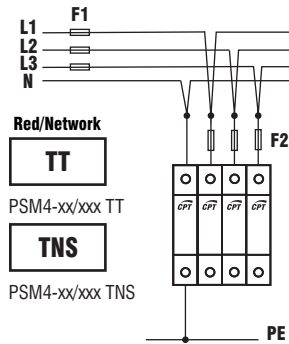 F1
L1
L2
L3
N
Red/Network
F2
TT
PSM4-xx/xxx TT
CPT CPT CPT CPT
TNS
PSM4-xx/xxx TNS
PE